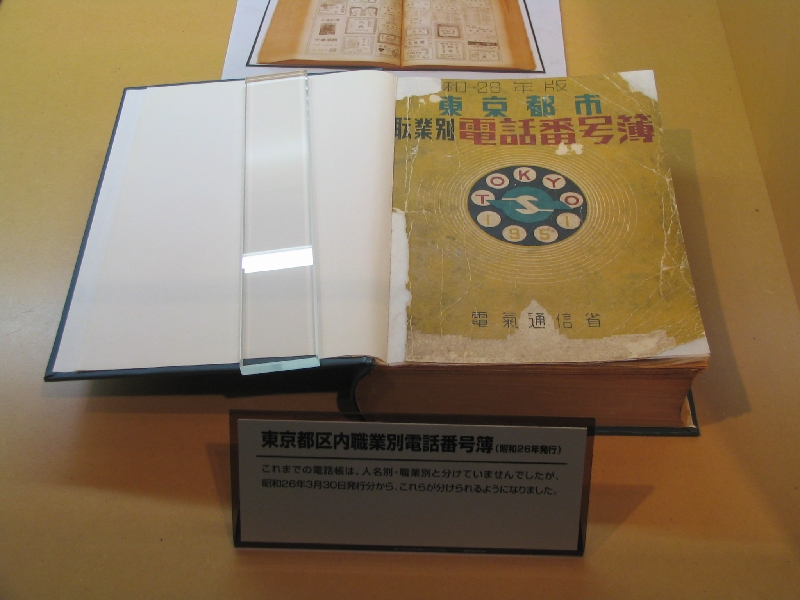 和-26年版
東京都市
職業別電話番号簿
TOKYO
1951
電氣通信省
東京都区内職業別電話番号簿(昭和26年発行)
これまでの電話帳は、人名別・職業別と分けていませんでしたが、
昭和26年3月30日発行分から、これらが分けられるようになりました。